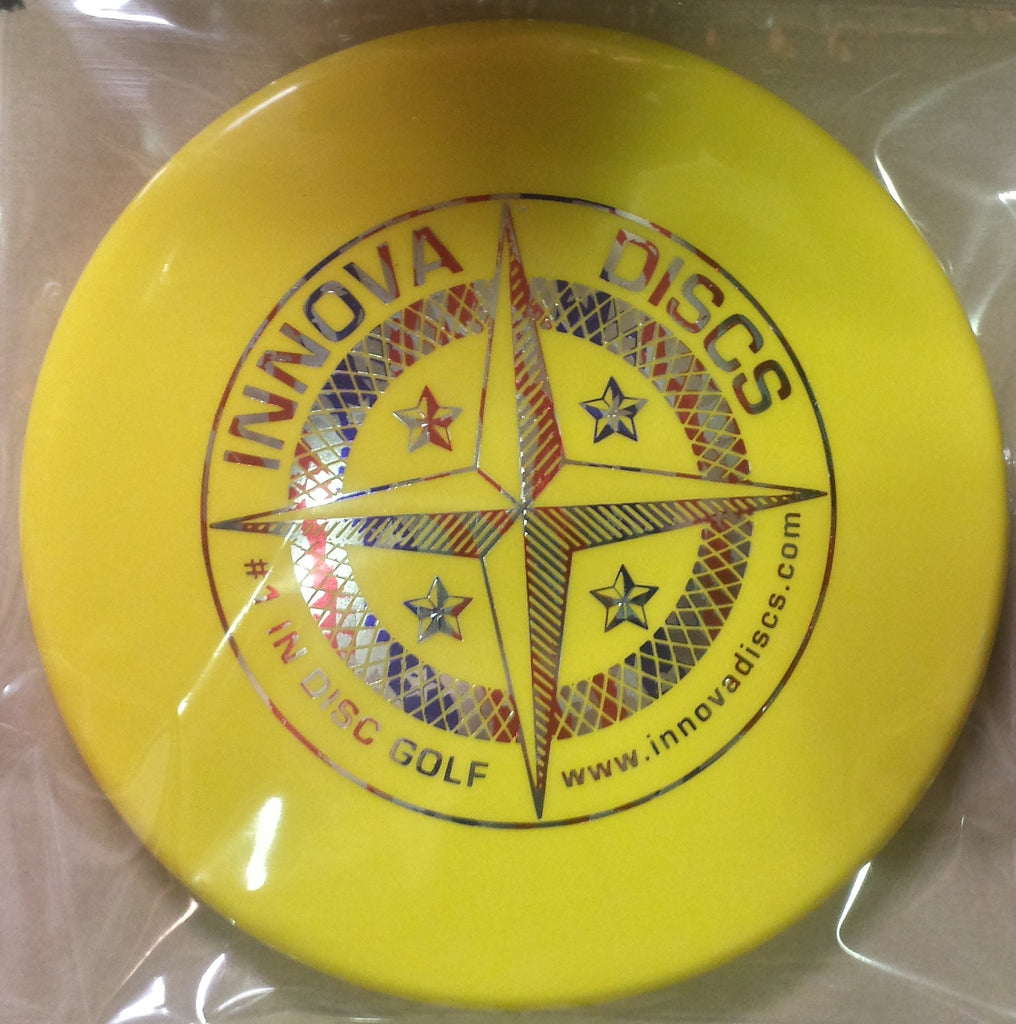 INNOVA DISCS
#1 IN DISC GOLF
www.innovadiscs.com